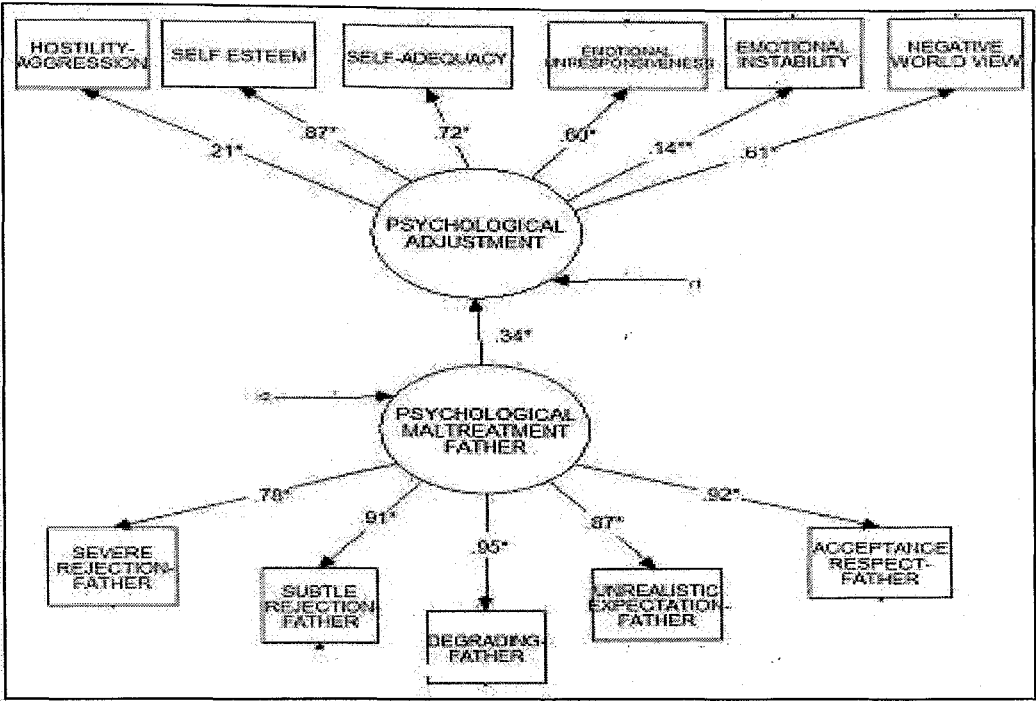 HOSTILITY-
AGGRESSION
SELF ESTEEM
SELF-ADEQUACY
EMOTIONAL
UNRESPONSIVENESS
EMOTIONAL
INSTABILITY
NEGATIVE
WORLD VIEW
.21*
.87*
.72*
.60*
.14**
.61*
PSYCHOLOGICAL
ADJUSTMENT
.34*
PSYCHOLOGICAL
MALTREATMENT
FATHER
.78*
.91*
.95*
.87*
.92*
SEVERE
REJECTION-
FATHER
SUBTLE
REJECTION
FATHER
DEGRADING-
FATHER
UNREALISTIC
EXPECTATION-
FATHER
ACCEPTANCE
RESPECT-
FATHER